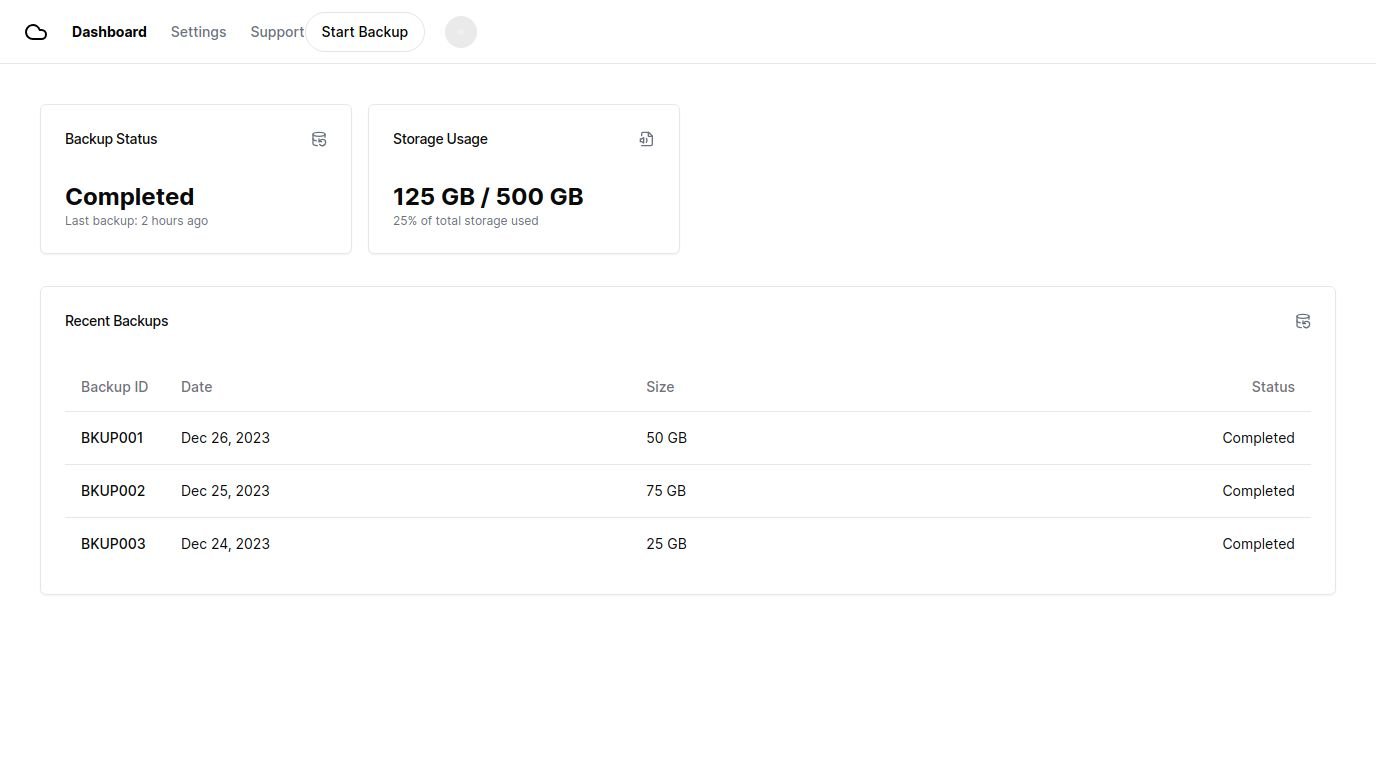 Dashboard Settings Support Start Backup
Backup Status
Completed
Last backup: 2 hours ago
Storage Usage
125 GB / 500 GB
25% of total storage used
Recent Backups
Backup ID Date Size Status
BKUP001 Dec 26, 2023 50 GB Completed
BKUP002 Dec 25, 2023 75 GB Completed
BKUP003 Dec 24, 2023 25 GB Completed